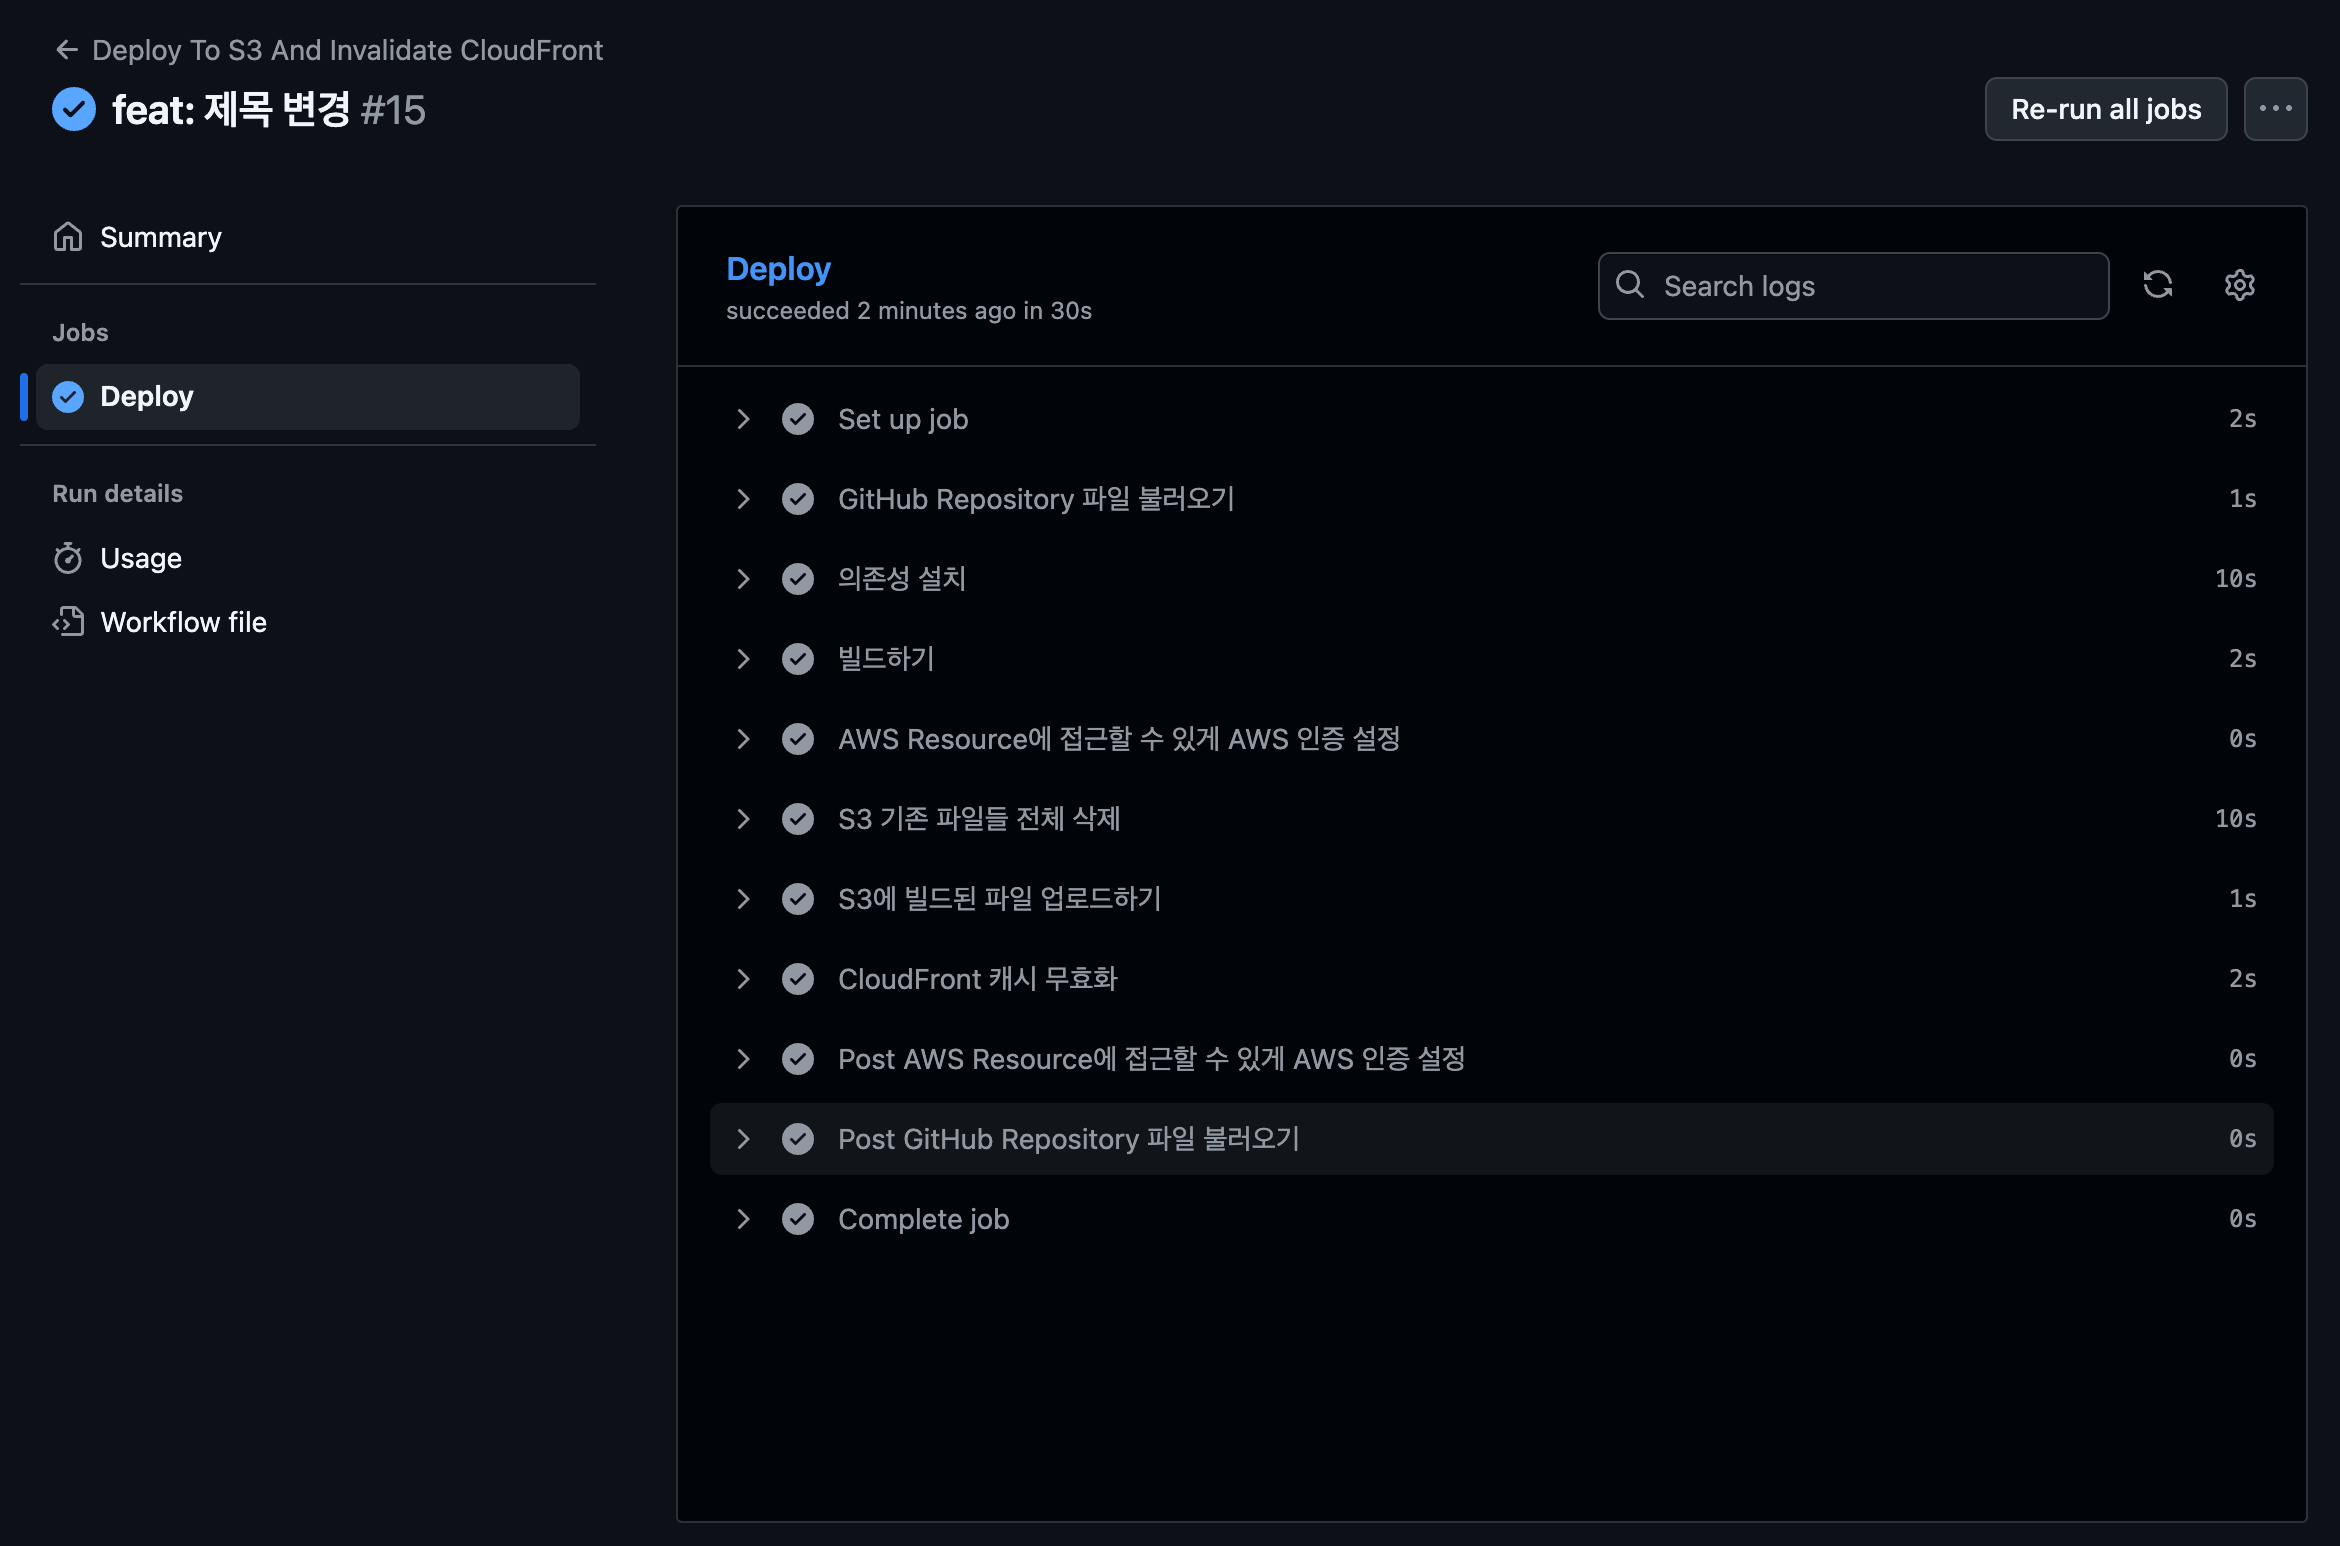 Deploy To S3 And Invalidate CloudFront
feat: 제목 변경 #15
Re-run all jobs
Summary
Jobs
Deploy
Run details
Usage
Workflow file
Deploy
succeeded 2 minutes ago in 30s
Search logs
Set up job 2s
GitHub Repository 파일 불러오기 1s
의존성 설치 10s
빌드하기 2s
AWS Resource에 접근할 수 있게 AWS 인증 설정 0s
S3 기존 파일들 전체 삭제 10s
S3에 빌드된 파일 업로드하기 1s
CloudFront 캐시 무효화 2s
Post AWS Resource에 접근할 수 있게 AWS 인증 설정 0s
Post GitHub Repository 파일 불러오기 0s
Complete job 0s